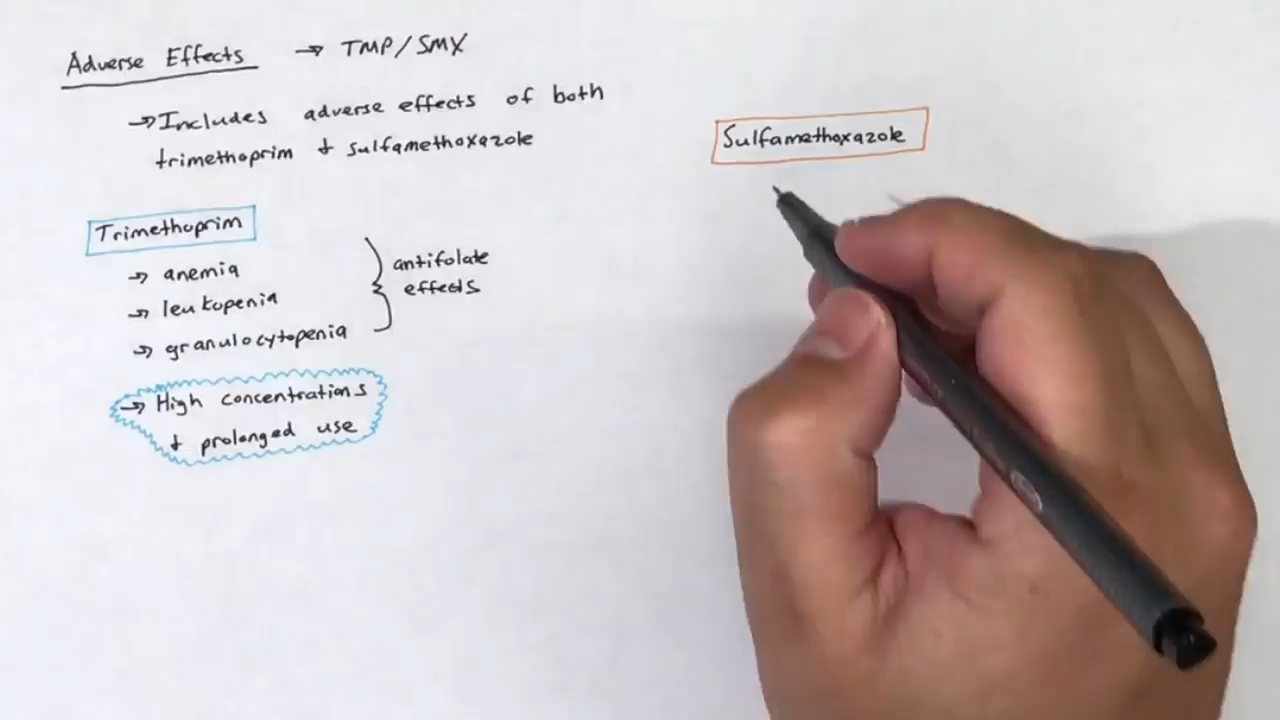 Adverse Effects → TMP/SMX
→ Includes adverse effects of both
trimethoprim + sulfamethoxazole
Trimethoprim
→ anemia
→ leukopenia
→ granulocytopenia
antifolate
effects
→ High concentrations
+ prolonged use
Sulfamethoxazole